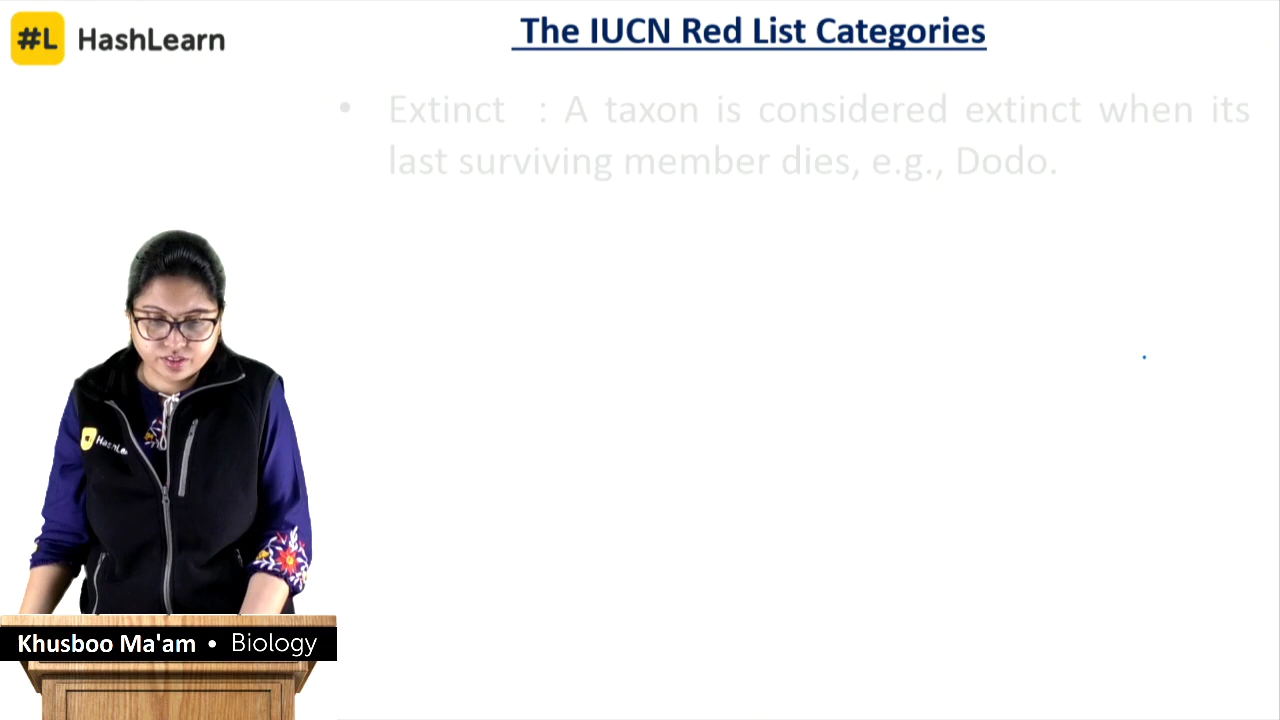 #L HashLearn
The IUCN Red List Categories
• Extinct : A taxon is considered extinct when its
last surviving member dies, e.g., Dodo.
HashLe
Khusboo Ma'am • Biology